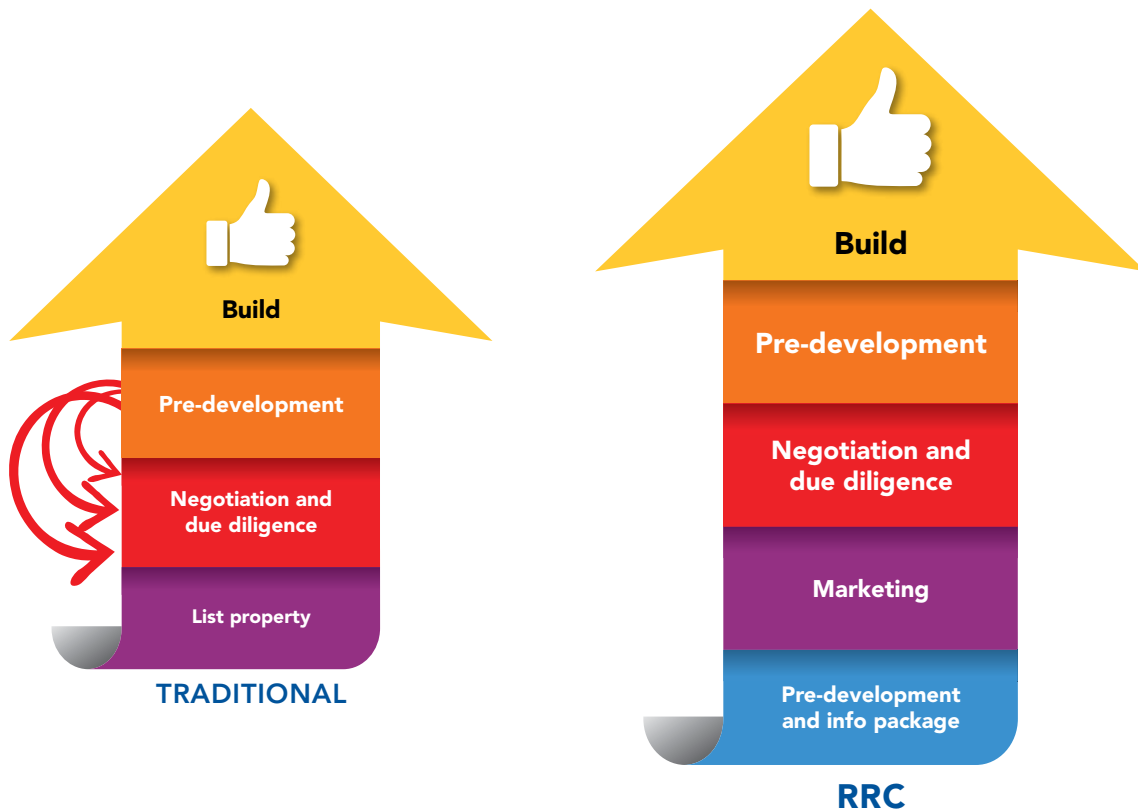 Build
Pre-development
Negotiation and
due diligence
List property
TRADITIONAL
Build
Pre-development
Negotiation and
due diligence
Marketing
Pre-development
and info package
RRC